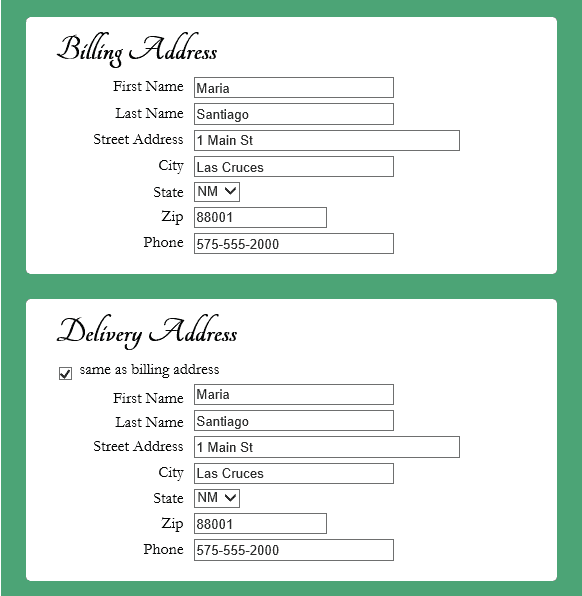 Billing Address
First Name Maria
Last Name Santiago
Street Address 1 Main St
City Las Cruces
State NM
Zip 88001
Phone 575-555-2000
Delivery Address
same as billing address
First Name Maria
Last Name Santiago
Street Address 1 Main St
City Las Cruces
State NM
Zip 88001
Phone 575-555-2000